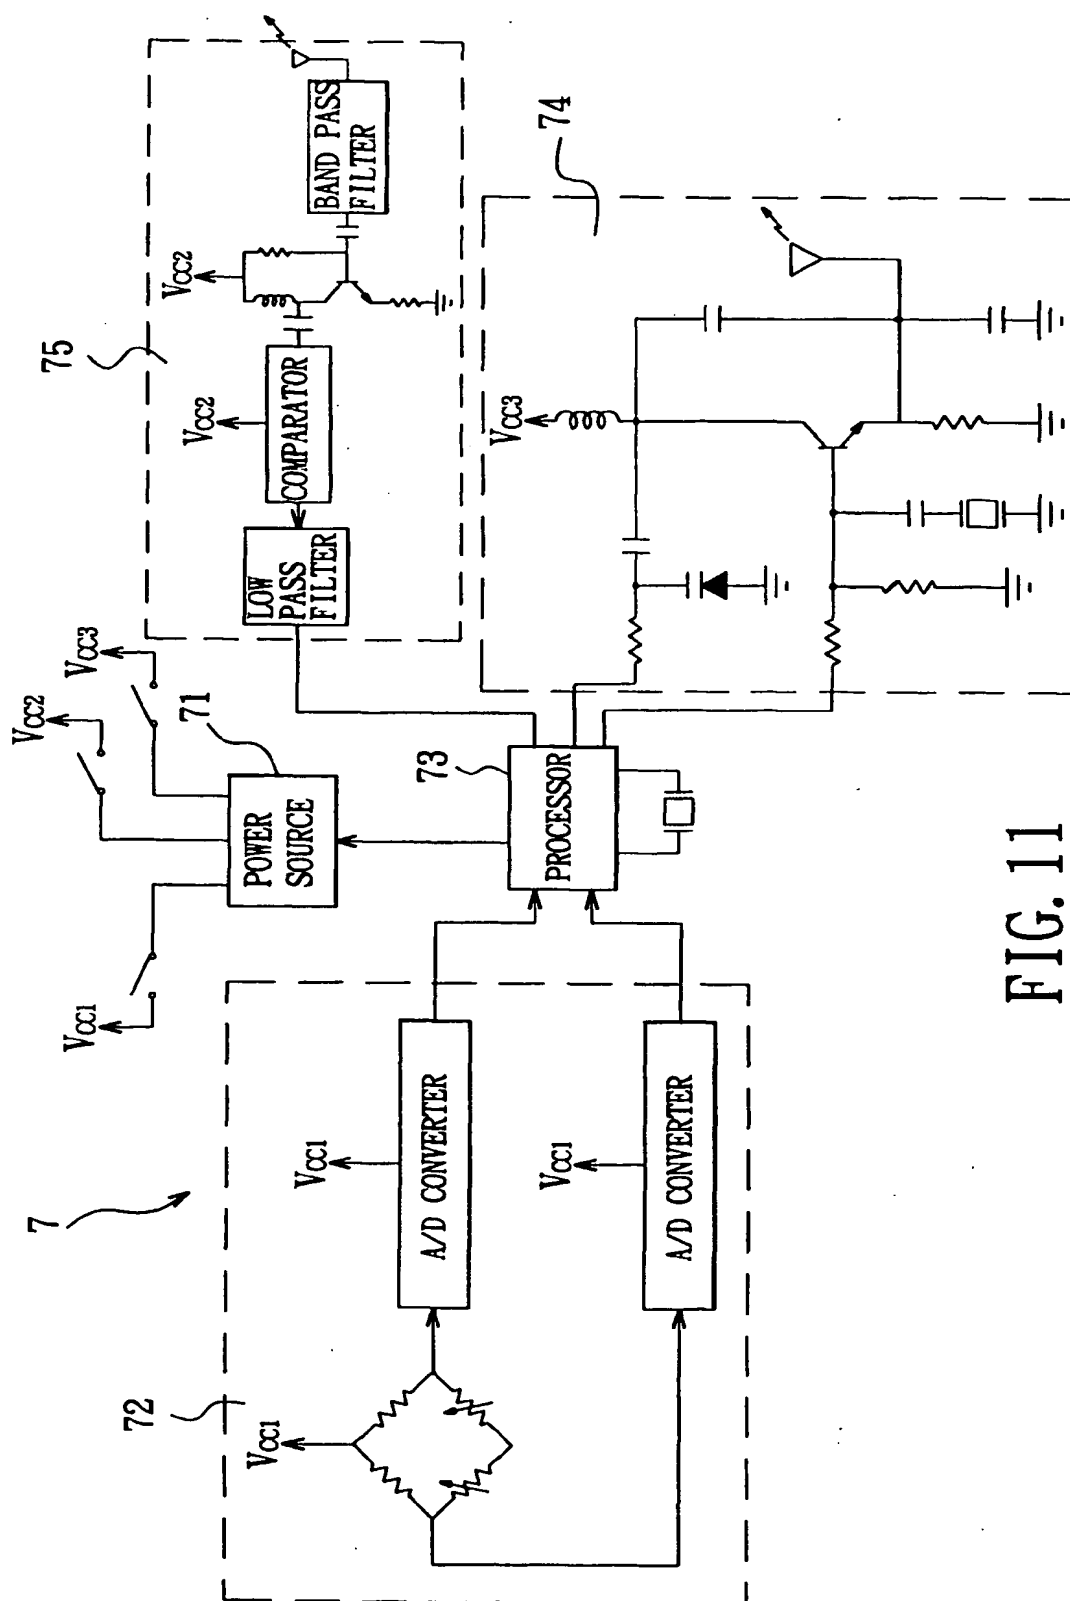 7
72
VCC1
A/D CONVERTER
VCC1
A/D CONVERTER
VCC1
VCC1
VCC2
VCC3
71
POWER
SOURCE
73
PROCESSOR
75
LOW
PASS
FILTER
COMPARATOR
VCC2
VCC2
BAND PASS
FILTER
74
VCC3
FIG. 11